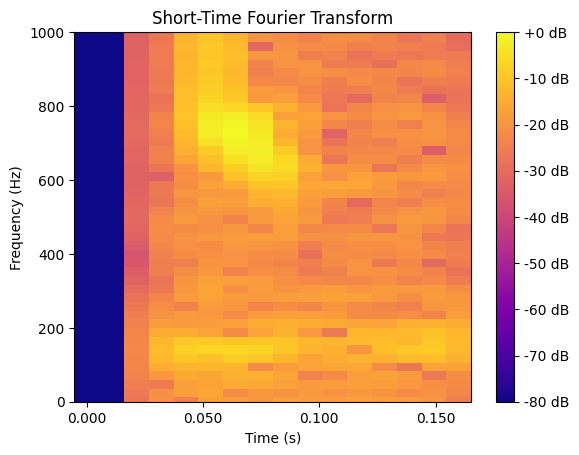 Short-Time Fourier Transform
1000
800
600
400
200
0
Frequency (Hz)
0.000
0.050
0.100
0.150
Time (s)
+0 dB
-10 dB
-20 dB
-30 dB
-40 dB
-50 dB
-60 dB
-70 dB
-80 dB